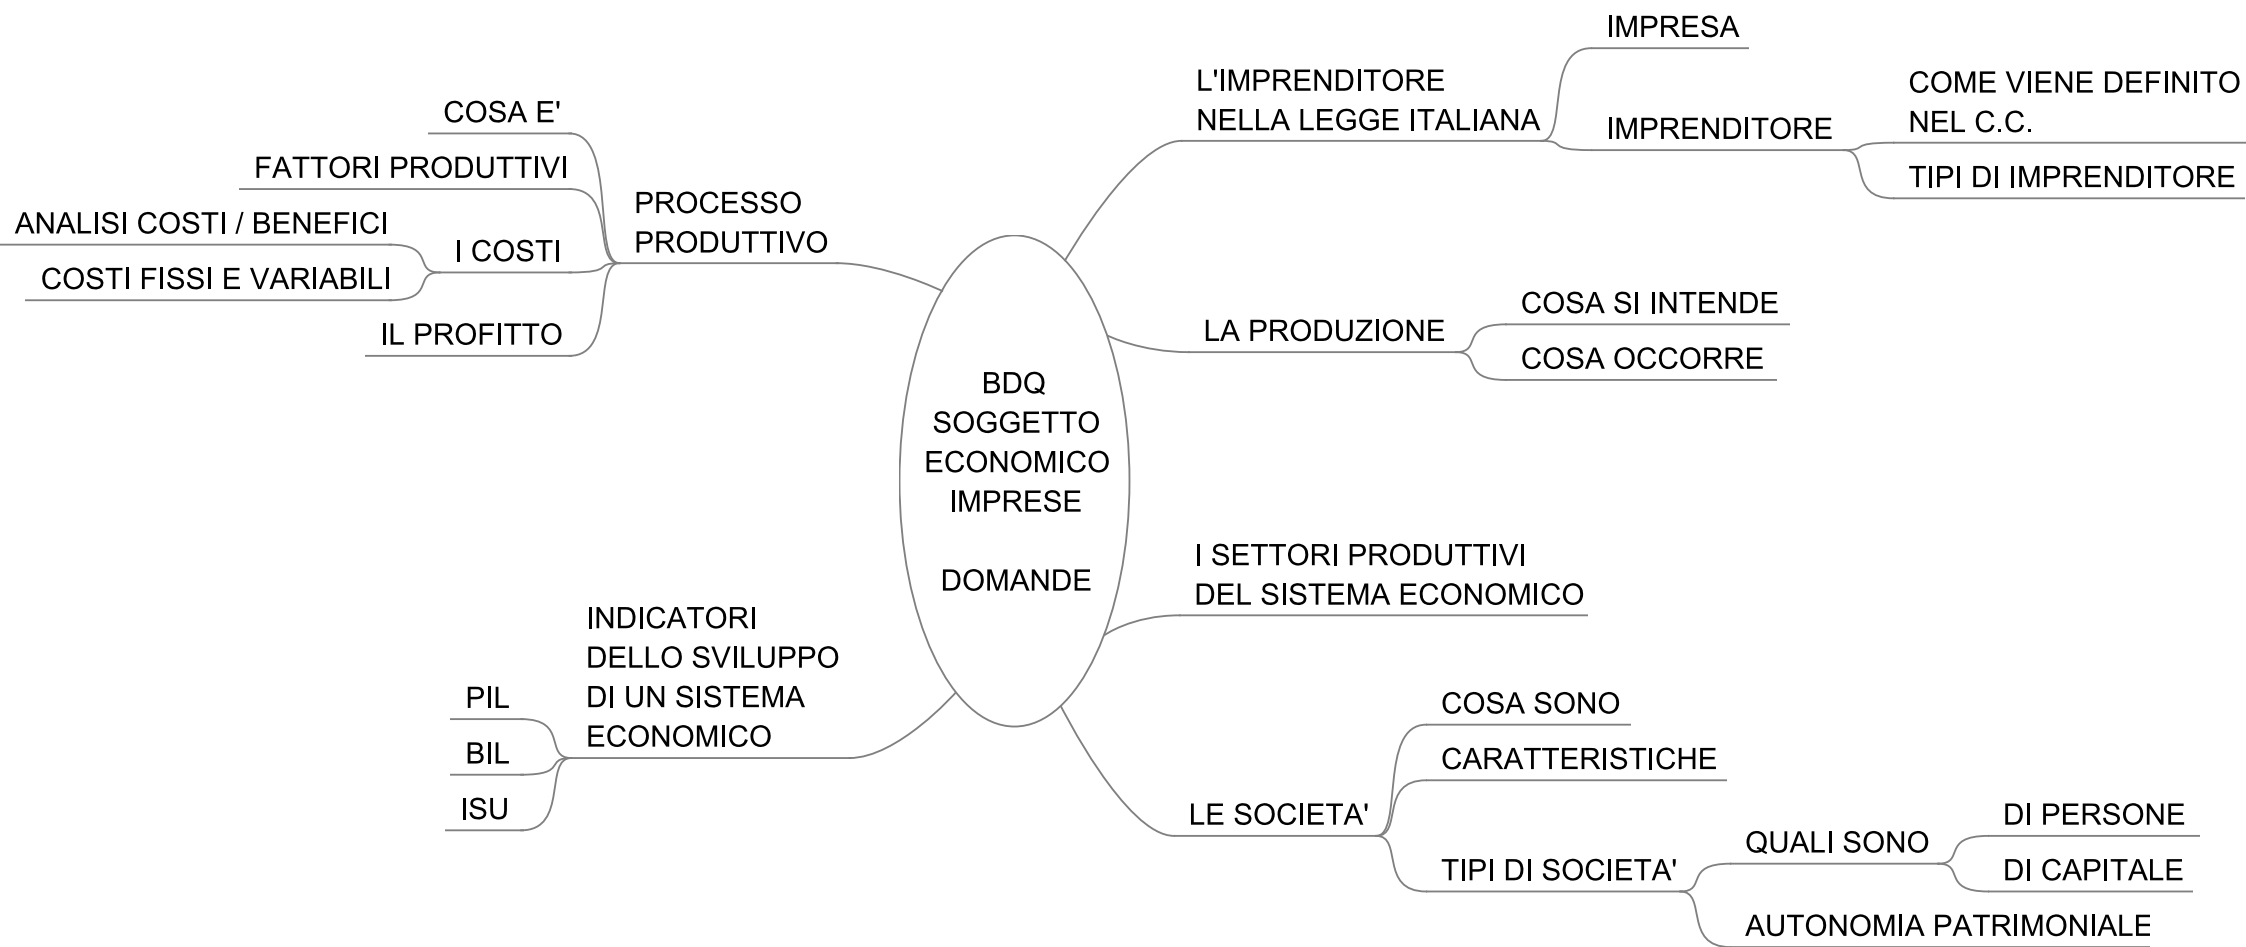 BDQ
SOGGETTO
ECONOMICO
IMPRESE
DOMANDE
L'IMPRENDITORE
NELLA LEGGE ITALIANA
IMPRESA
IMPRENDITORE
COME VIENE DEFINITO
NEL C.C.
TIPI DI IMPRENDITORE
LA PRODUZIONE
COSA SI INTENDE
COSA OCCORRE
I SETTORI PRODUTTIVI
DEL SISTEMA ECONOMICO
LE SOCIETA'
COSA SONO
CARATTERISTICHE
TIPI DI SOCIETA'
QUALI SONO
DI PERSONE
DI CAPITALE
AUTONOMIA PATRIMONIALE
PROCESSO
PRODUTTIVO
COSA E'
FATTORI PRODUTTIVI
I COSTI
ANALISI COSTI / BENEFICI
COSTI FISSI E VARIABILI
IL PROFITTO
INDICATORI
DELLO SVILUPPO
DI UN SISTEMA
ECONOMICO
PIL
BIL
ISU